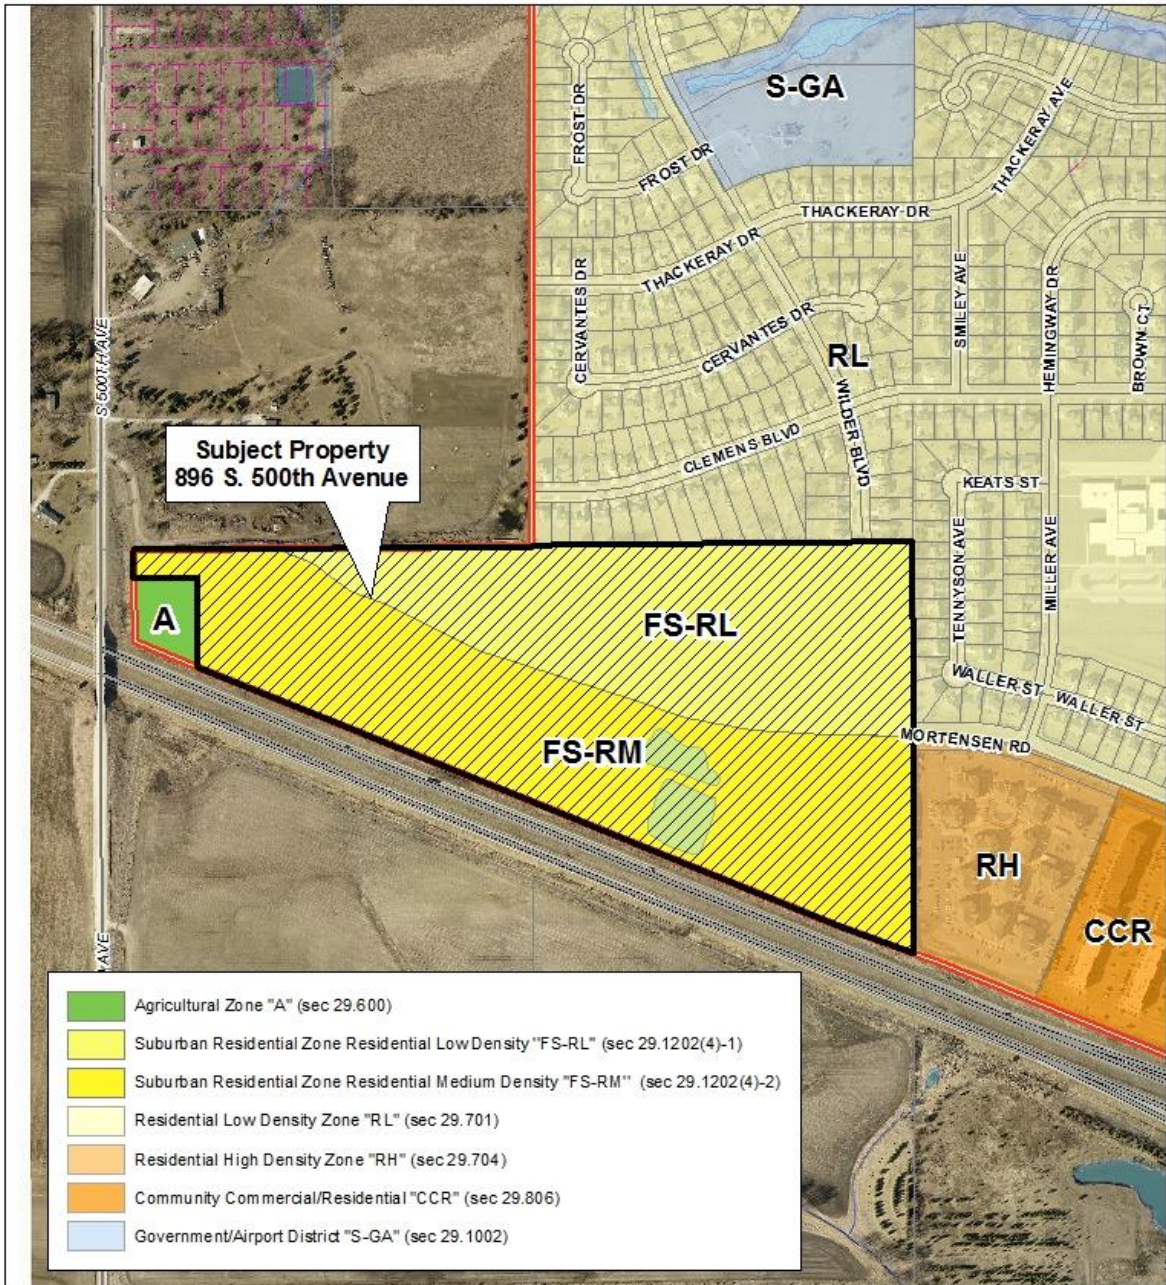 S-GA
FROST DR
FROST DR
THACKERAY AVE
THACKERAY DR
THACKERAY DR
CERVANTES DR
CERVANTES DR
SMILEY AVE
HEMINGWAY DR
BROWN CT
S 500TH AVE
RL
WILDER BLVD
CLEMENS BLVD
Subject Property
896 S. 500th Avenue
KEATS ST
TENNYSON AVE
MILLER AVE
A
FS-RL
WALLER ST
WALLER ST
MORTENSEN RD
FS-RM
RH
CCR
AVE
Agricultural Zone "A" (sec 29.600)
Suburban Residential Zone Residential Low Density "FS-RL" (sec 29.1202(4)-1)
Suburban Residential Zone Residential Medium Density "FS-RM" (sec 29.1202(4)-2)
Residential Low Density Zone "RL" (sec 29.701)
Residential High Density Zone "RH" (sec 29.704)
Community Commercial/Residential "CCR" (sec 29.806)
Government/Airport District "S-GA" (sec 29.1002)